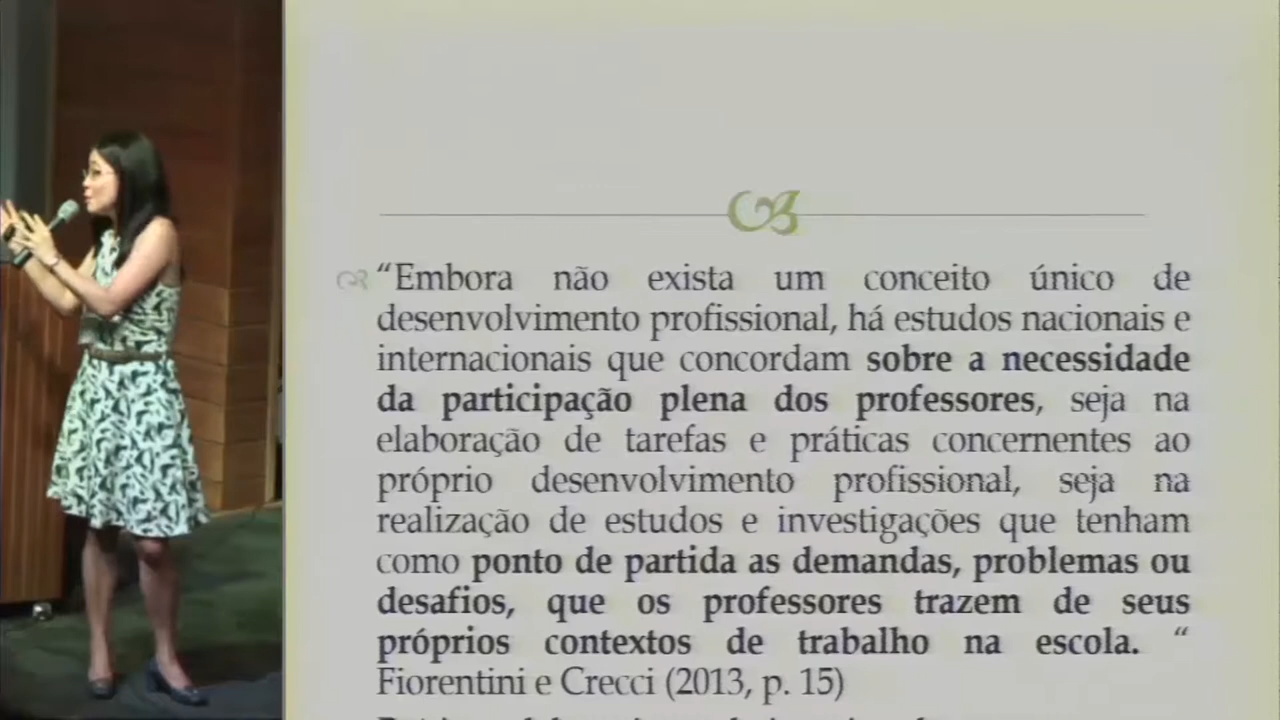 “Embora não exista um conceito único de
desenvolvimento profissional, há estudos nacionais e
internacionais que concordam sobre a necessidade
da participação plena dos professores, seja na
elaboração de tarefas e práticas concernentes ao
próprio desenvolvimento profissional, seja na
realização de estudos e investigações que tenham
como ponto de partida as demandas, problemas ou
desafios, que os professores trazem de seus
próprios contextos de trabalho na escola. “
Fiorentini e Crecci (2013, p. 15)